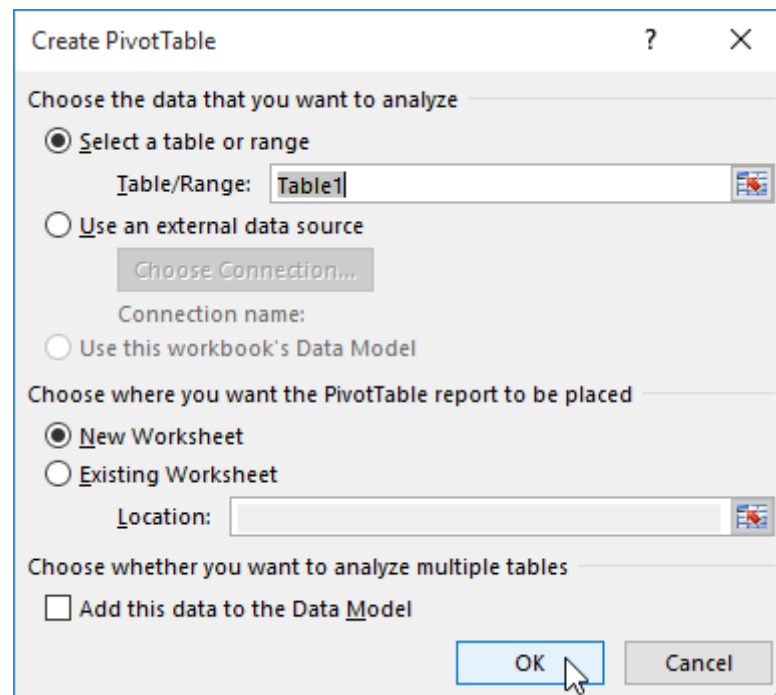 Create PivotTable ? X
Choose the data that you want to analyze
Select a table or range
Table/Range: Table1
Use an external data source
Choose Connection...
Connection name:
Use this workbook's Data Model
Choose where you want the PivotTable report to be placed
New Worksheet
Existing Worksheet
Location:
Choose whether you want to analyze multiple tables
Add this data to the Data Model
OK Cancel